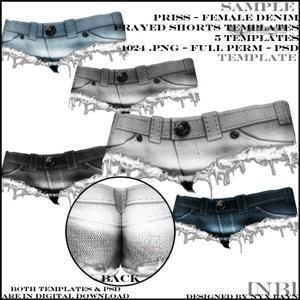 SAMPLE
PRISS - FEMALE DENIM
FRAYED SHORTS TEMPLATES
5 TEMPLATES
1024 .PNG - FULL PERM - PSD
TEMPLATE
BACK
BOTH TEMPLATES & PSD
ARE IN DIGITAL DOWNLOAD
DESIGNED BY NYX